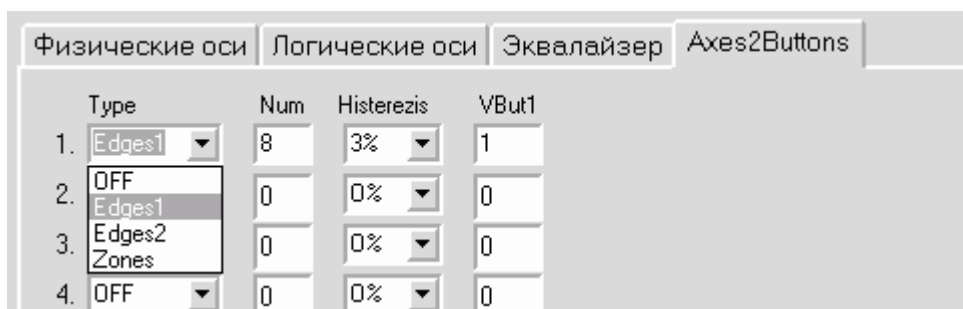 Физические оси Логические оси Эквалайзер Axes2Buttons
Type Num Histerezis VBut1
1. Edges1 8 3% 1
OFF
2. 0 0% 0
Edges1
Edges2
3. 0 0% 0
Zones
4. OFF 0 0% 0